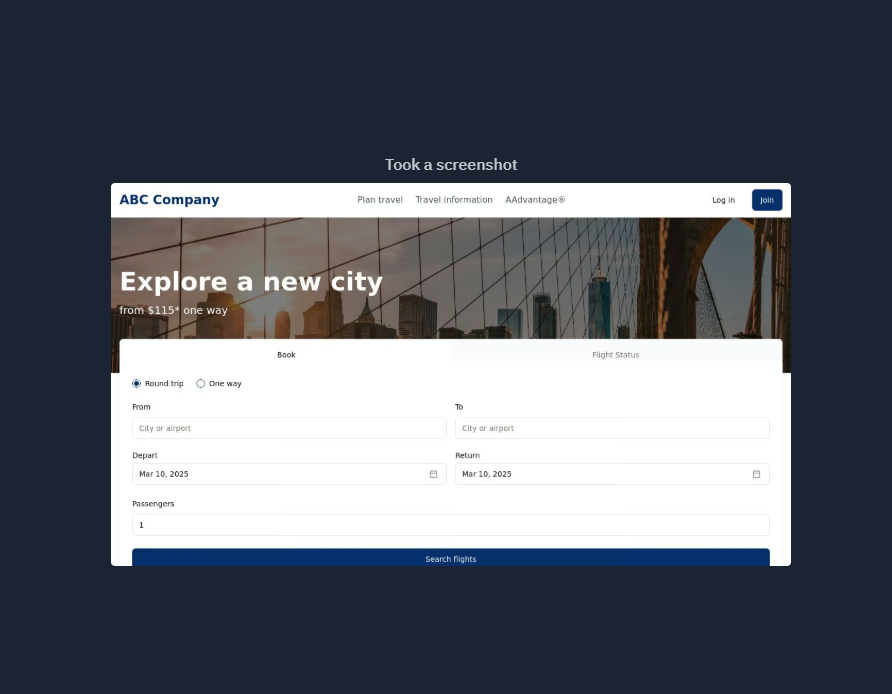 Took a screenshot
ABC Company Plan travel Travel information AAdvantage® Log in Join
Explore a new city
from $115* one way
Book Flight Status
Round trip One way
From To
City or airport City or airport
Depart Return
Mar 10, 2025 Mar 10, 2025
Passengers
1
Search flights